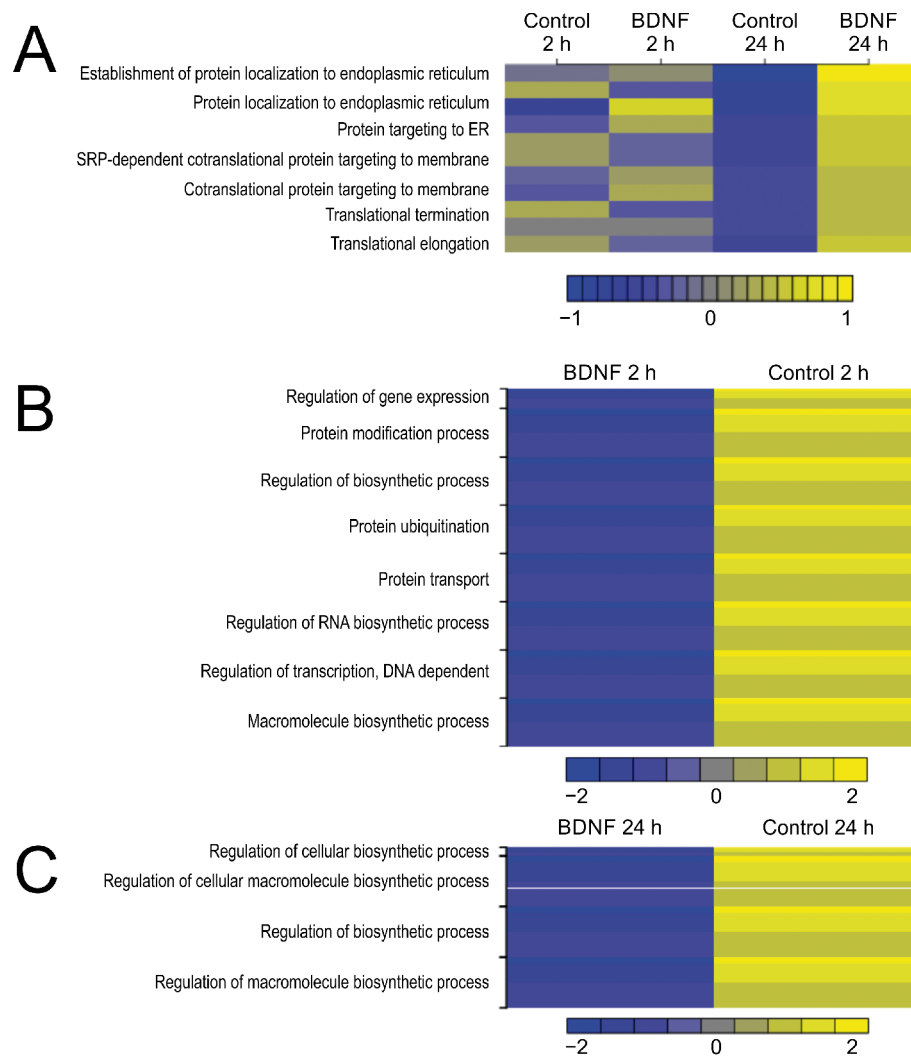 A
Control BDNF Control BDNF
2 h 2 h 24 h 24 h
Establishment of protein localization to endoplasmic reticulum
Protein localization to endoplasmic reticulum
Protein targeting to ER
SRP-dependent cotranslational protein targeting to membrane
Cotranslational protein targeting to membrane
Translational termination
Translational elongation
−1 0 1
B
BDNF 2 h Control 2 h
Regulation of gene expression
Protein modification process
Regulation of biosynthetic process
Protein ubiquitination
Protein transport
Regulation of RNA biosynthetic process
Regulation of transcription, DNA dependent
Macromolecule biosynthetic process
−2 0 2
C
BDNF 24 h Control 24 h
Regulation of cellular biosynthetic process
Regulation of cellular macromolecule biosynthetic process
Regulation of biosynthetic process
Regulation of macromolecule biosynthetic process
−2 0 2